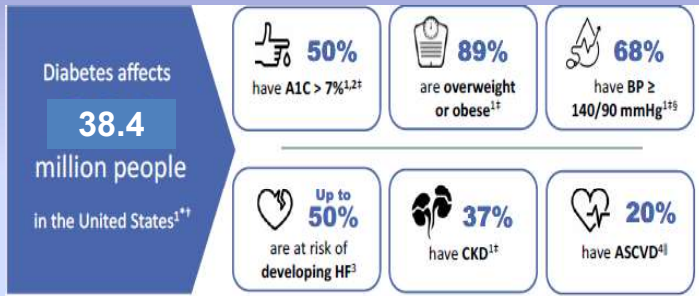 Diabetes affects
38.4
million people
in the United States¹*†
50%
have A1C > 7%¹,²‡
89%
are overweight
or obese¹‡
68%
have BP ≥
140/90 mmHg¹‡§
Up to
50%
are at risk of
developing HF³
37%
have CKD¹‡
20%
have ASCVD⁴‖